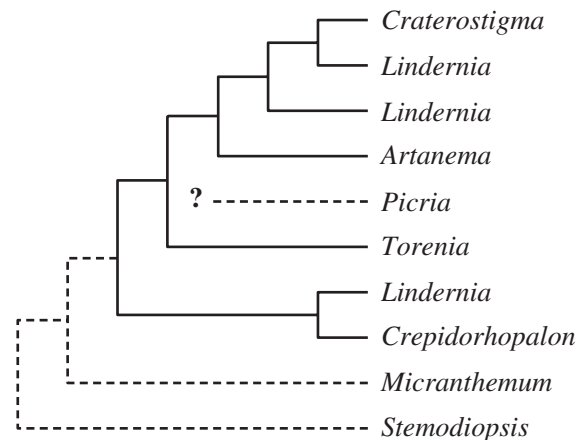 Craterostigma
Lindernia
Lindernia
Artanema
? Picria
Torenia
Lindernia
Crepidorhopalon
Micranthemum
Stemodiopsis